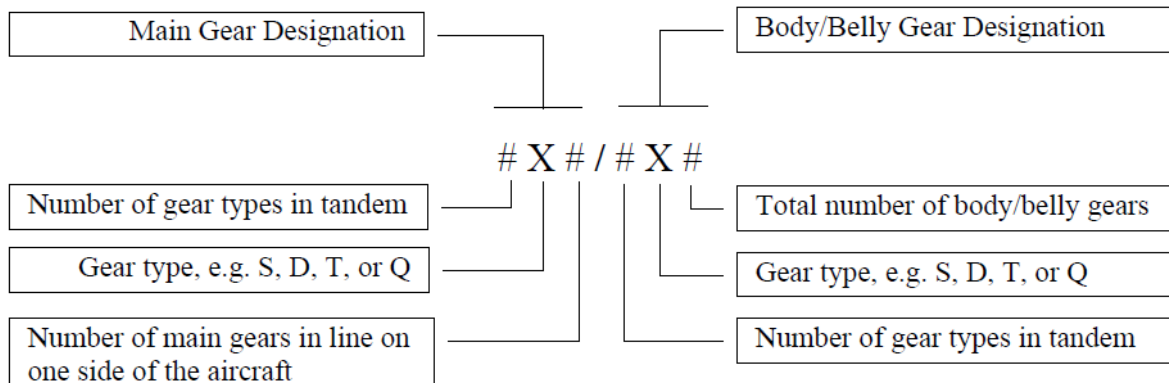 Main Gear Designation
Body/Belly Gear Designation
# X # / # X #
Number of gear types in tandem
Total number of body/belly gears
Gear type, e.g. S, D, T, or Q
Gear type, e.g. S, D, T, or Q
Number of main gears in line on
one side of the aircraft
Number of gear types in tandem